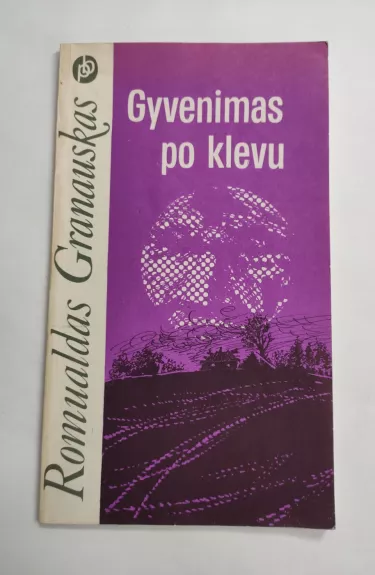 Romualdas Granauskas
Gyvenimas
po klevu